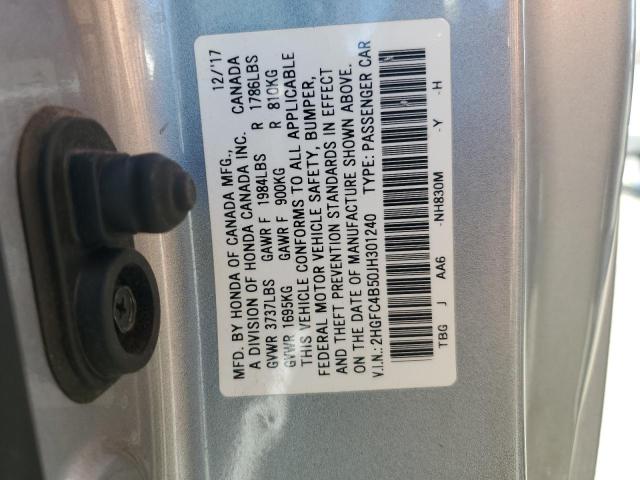 MFD. BY HONDA OF CANADA MFG., 12/'17
A DIVISION OF HONDA CANADA INC. CANADA
GVWR 3737LBS GAWR F 1984LBS R 1786LBS
GVWR 1695KG GAWR F 900KG R 810KG
THIS VEHICLE CONFORMS TO ALL APPLICABLE
FEDERAL MOTOR VEHICLE SAFETY, BUMPER,
AND THEFT PREVENTION STANDARDS IN EFFECT
ON THE DATE OF MANUFACTURE SHOWN ABOVE.
V.I.N.: 2HGFC4B50JH301240 TYPE: PASSENGER CAR
TBG J AA6 -NH830M -Y -H